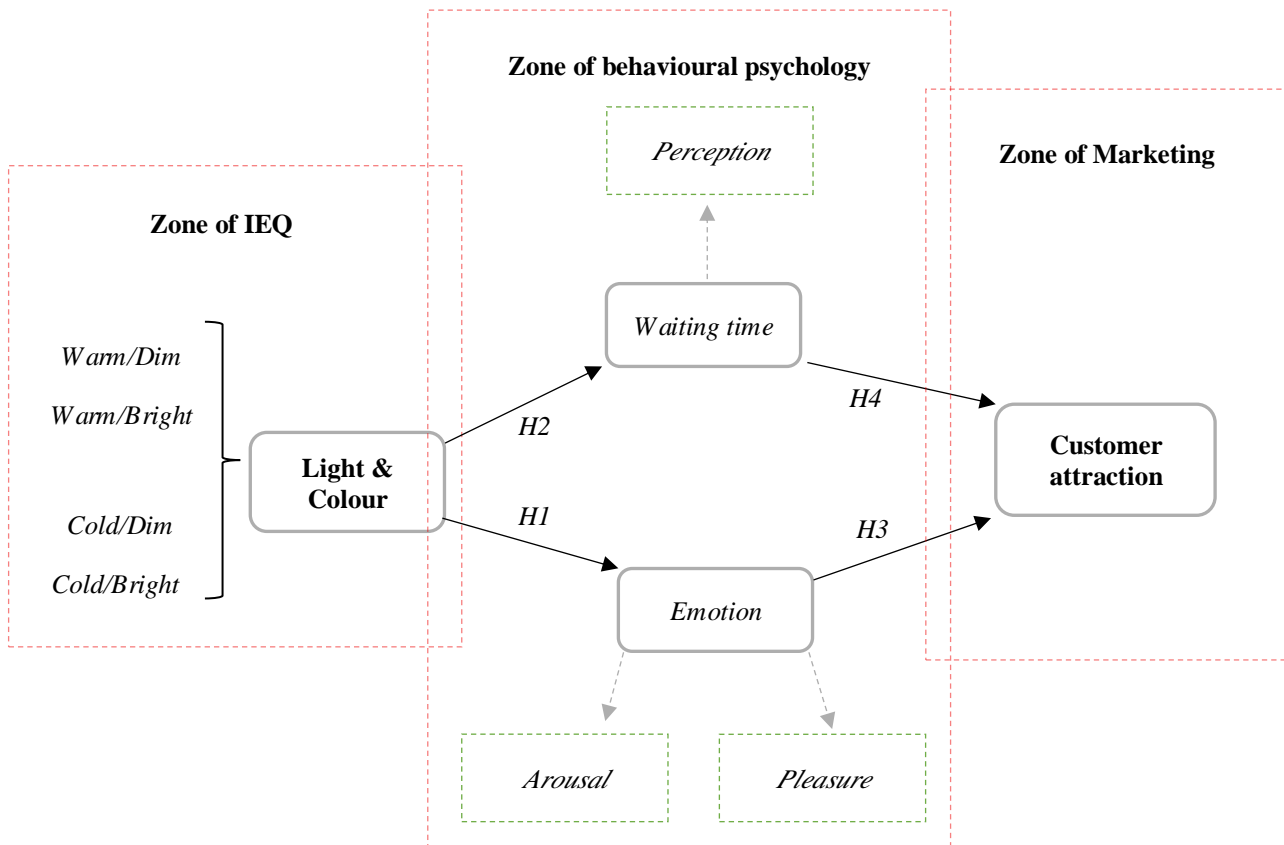 Zone of behavioural psychology
Perception
Zone of Marketing
Zone of IEQ
Waiting time
Warm/Dim
Warm/Bright
H2
H4
Light &
Colour
Customer
attraction
Cold/Dim
H1
H3
Cold/Bright
Emotion
Arousal
Pleasure